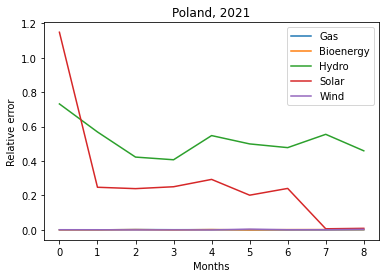 Poland, 2021
1.2
1.0
0.8
0.6
0.4
0.2
0.0
Relative error
Gas
Bioenergy
Hydro
Solar
Wind
0 1 2 3 4 5 6 7 8
Months